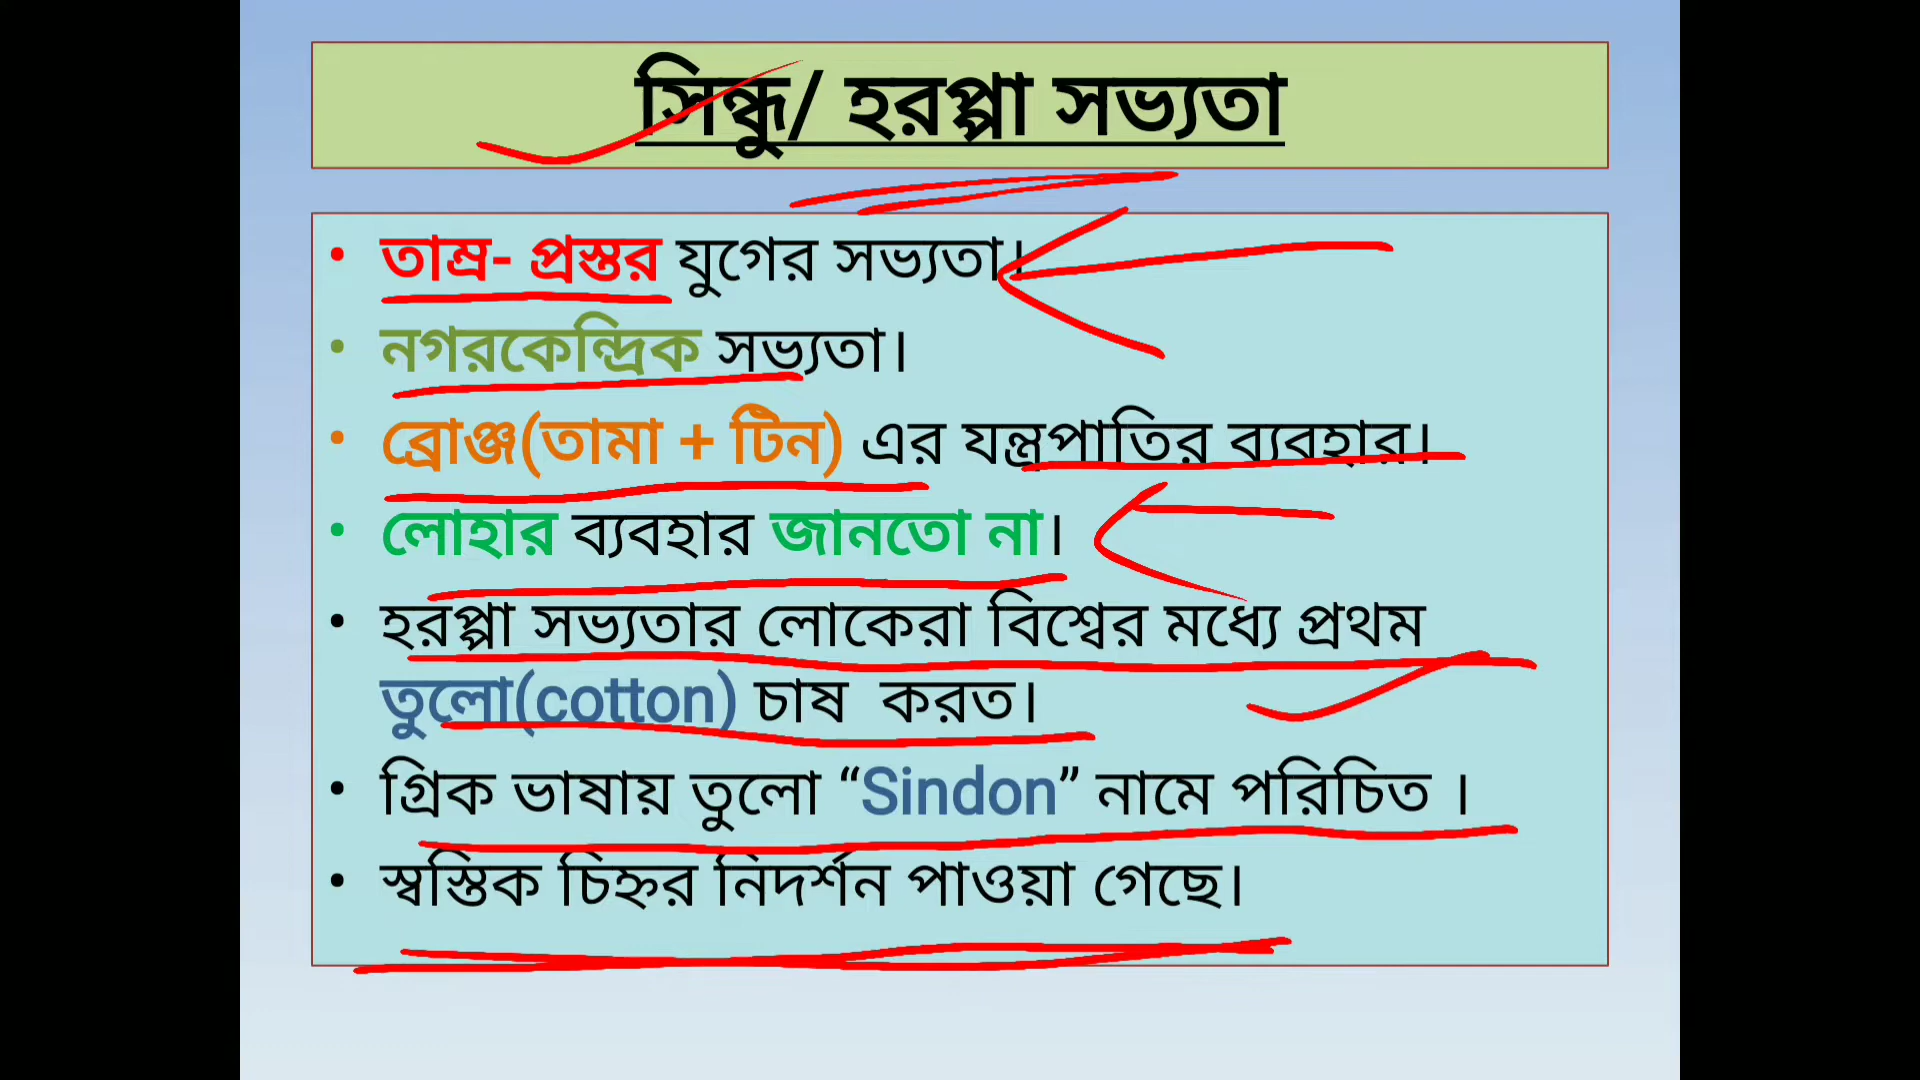 সিন্ধু/ হরপ্পা সভ্যতা
• তাম্র- প্রস্তর যুগের সভ্যতা।
• নগরকেন্দ্রিক সভ্যতা।
• ব্রোঞ্জ(তামা + টিন) এর যন্ত্রপাতির ব্যবহার।
• লোহার ব্যবহার জানতো না।
• হরপ্পা সভ্যতার লোকেরা বিশ্বের মধ্যে প্রথম
তুলো(cotton) চাষ করত।
• গ্রিক ভাষায় তুলো “Sindon” নামে পরিচিত ।
• স্বস্তিক চিহ্নর নিদর্শন পাওয়া গেছে।